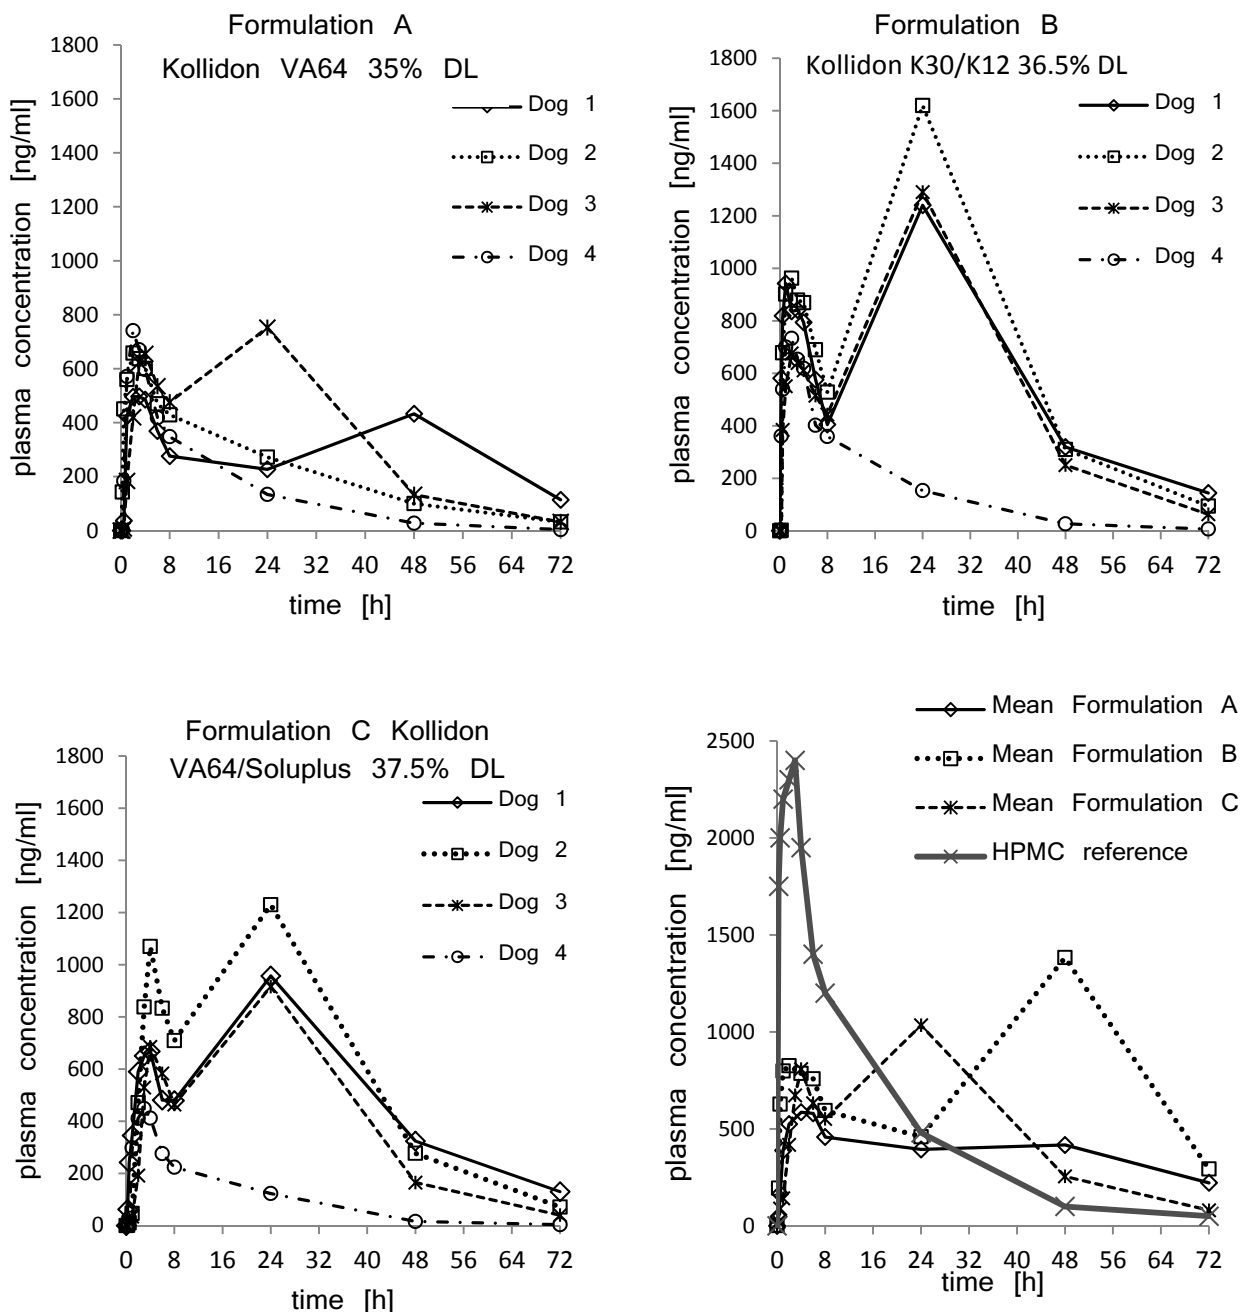 Formulation A
Kollidon VA64 35% DL
plasma concentration [ng/ml]
1800
1600
1400
1200
1000
800
600
400
200
0
Dog 1
Dog 2
Dog 3
Dog 4
0 8 16 24 32 40 48 56 64 72
time [h]
Formulation B
Kollidon K30/K12 36.5% DL
plasma concentration [ng/ml]
1800
1600
1400
1200
1000
800
600
400
200
0
Dog 1
Dog 2
Dog 3
Dog 4
0 8 16 24 32 40 48 56 64 72
time [h]
Formulation C Kollidon
VA64/Soluplus 37.5% DL
plasma concentration [ng/ml]
1800
1600
1400
1200
1000
800
600
400
200
0
Dog 1
Dog 2
Dog 3
Dog 4
0 8 16 24 32 40 48 56 64 72
time [h]
Mean Formulation A
Mean Formulation B
Mean Formulation C
HPMC reference
plasma concentration [ng/ml]
2500
2000
1500
1000
500
0
0 8 16 24 32 40 48 56 64 72
time [h]